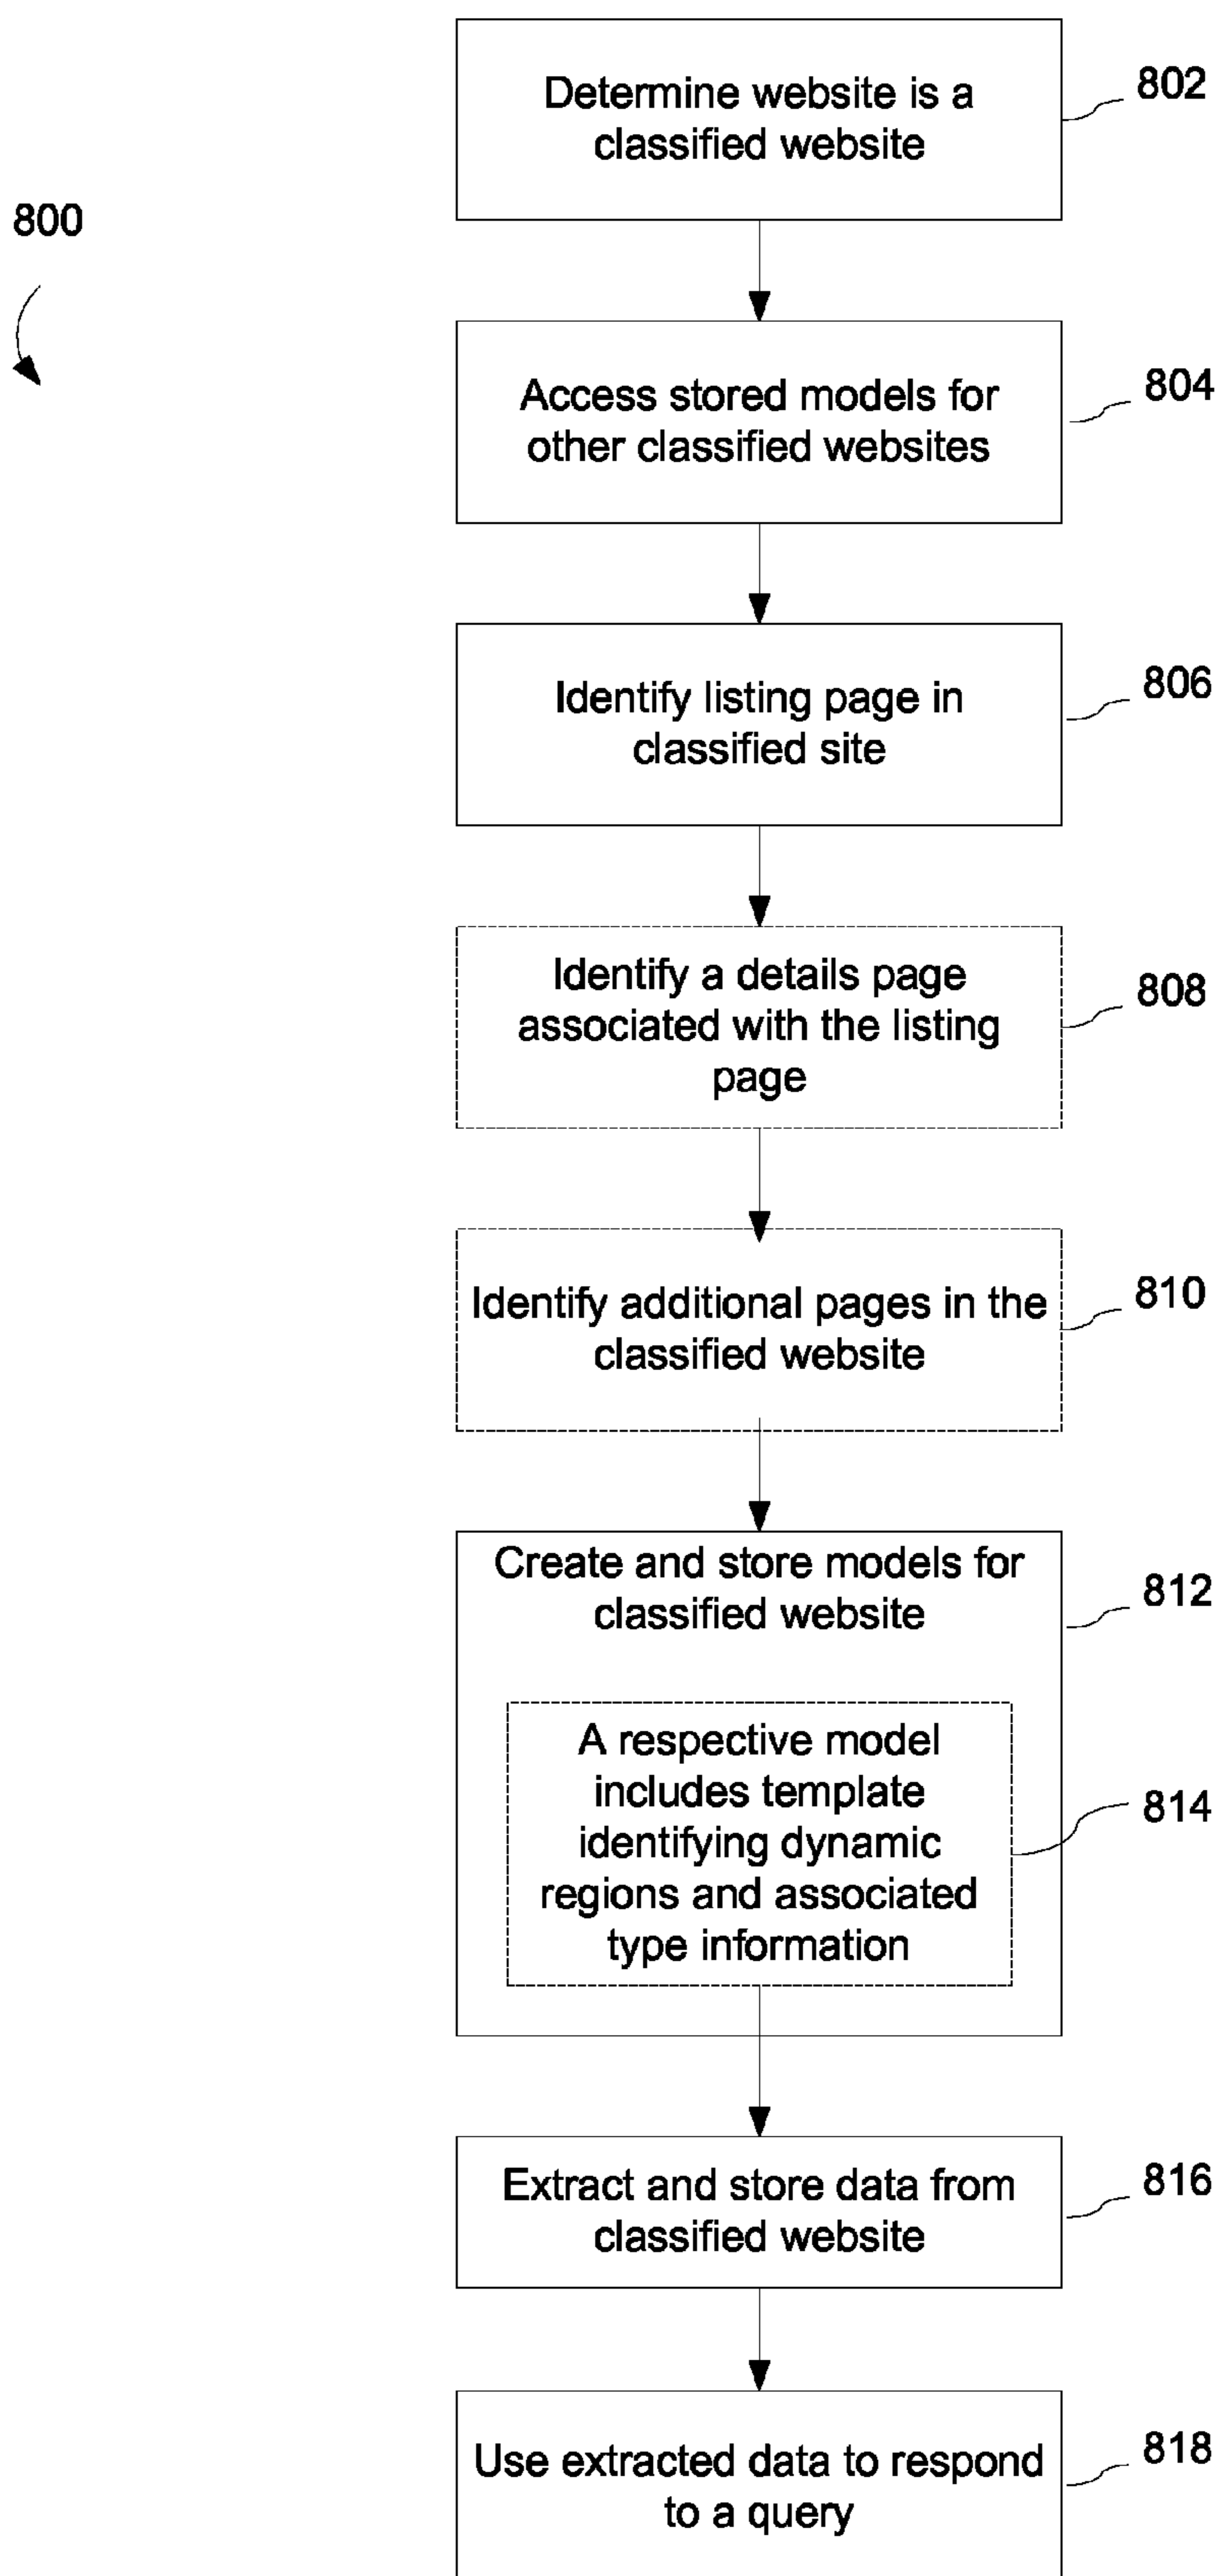 Determine website is a
classified website
802
800
Access stored models for
other classified websites
804
Identify listing page in
classified site
806
Identify a details page
associated with the listing
page
808
Identify additional pages in the
classified website
810
Create and store models for
classified website
812
A respective model
includes template
identifying dynamic
regions and associated
type information
814
Extract and store data from
classified website
816
Use extracted data to respond
to a query
818